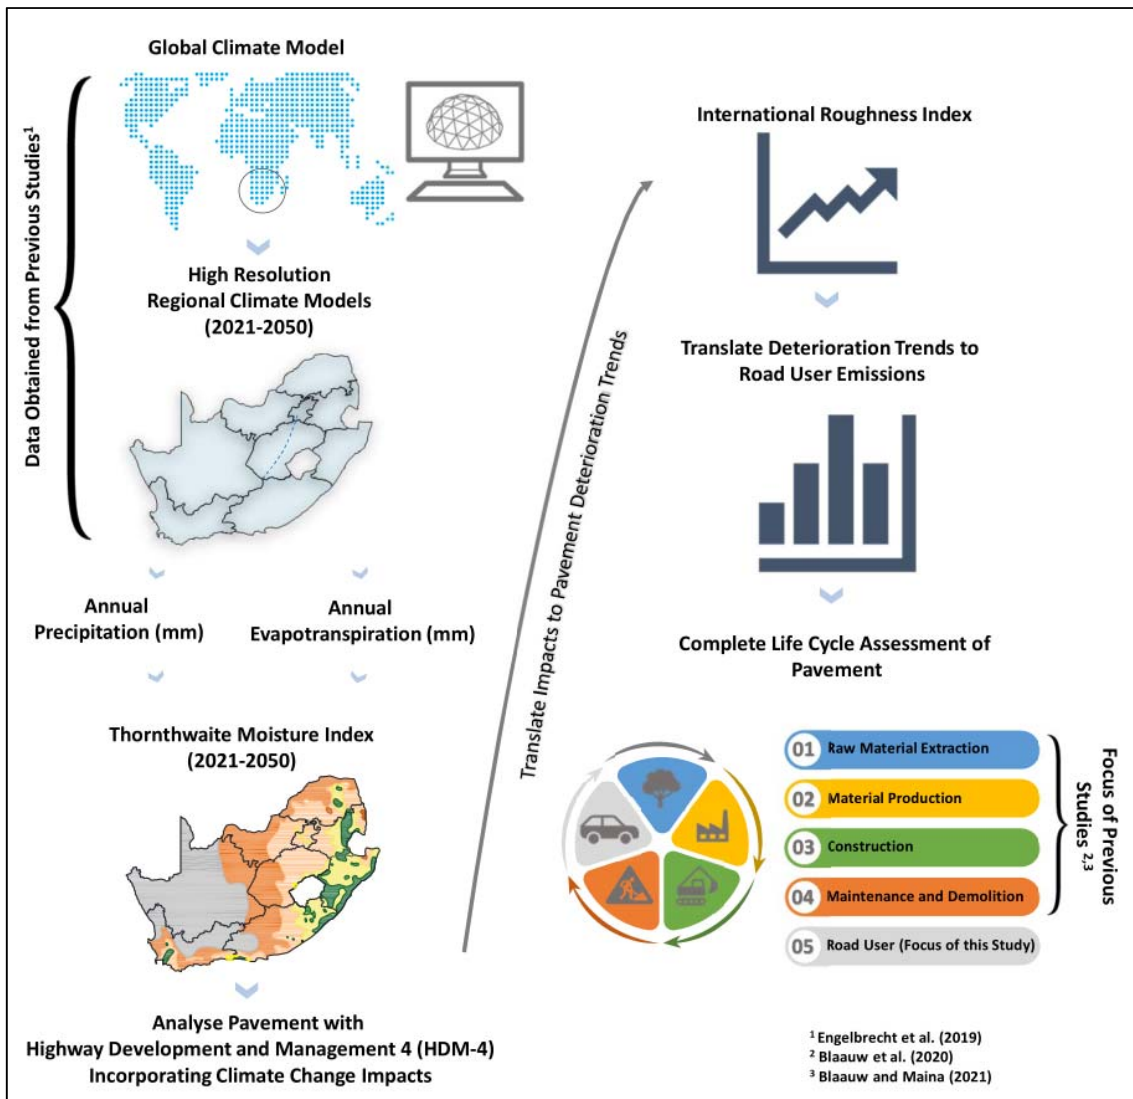 Global Climate Model
Data Obtained from Previous Studies1
High Resolution
Regional Climate Models
(2021-2050)
Annual
Precipitation (mm)
Annual
Evapotranspiration (mm)
Thornthwaite Moisture Index
(2021-2050)
Analyse Pavement with
Highway Development and Management 4 (HDM-4)
Incorporating Climate Change Impacts
Translate Impacts to Pavement Deterioration Trends
International Roughness Index
Translate Deterioration Trends to
Road User Emissions
Complete Life Cycle Assessment of
Pavement
01 Raw Material Extraction
02 Material Production
03 Construction
04 Maintenance and Demolition
05 Road User (Focus of this Study)
Focus of Previous
Studies 2,3
1 Engelbrecht et al. (2019)
2 Blaauw et al. (2020)
3 Blaauw and Maina (2021)